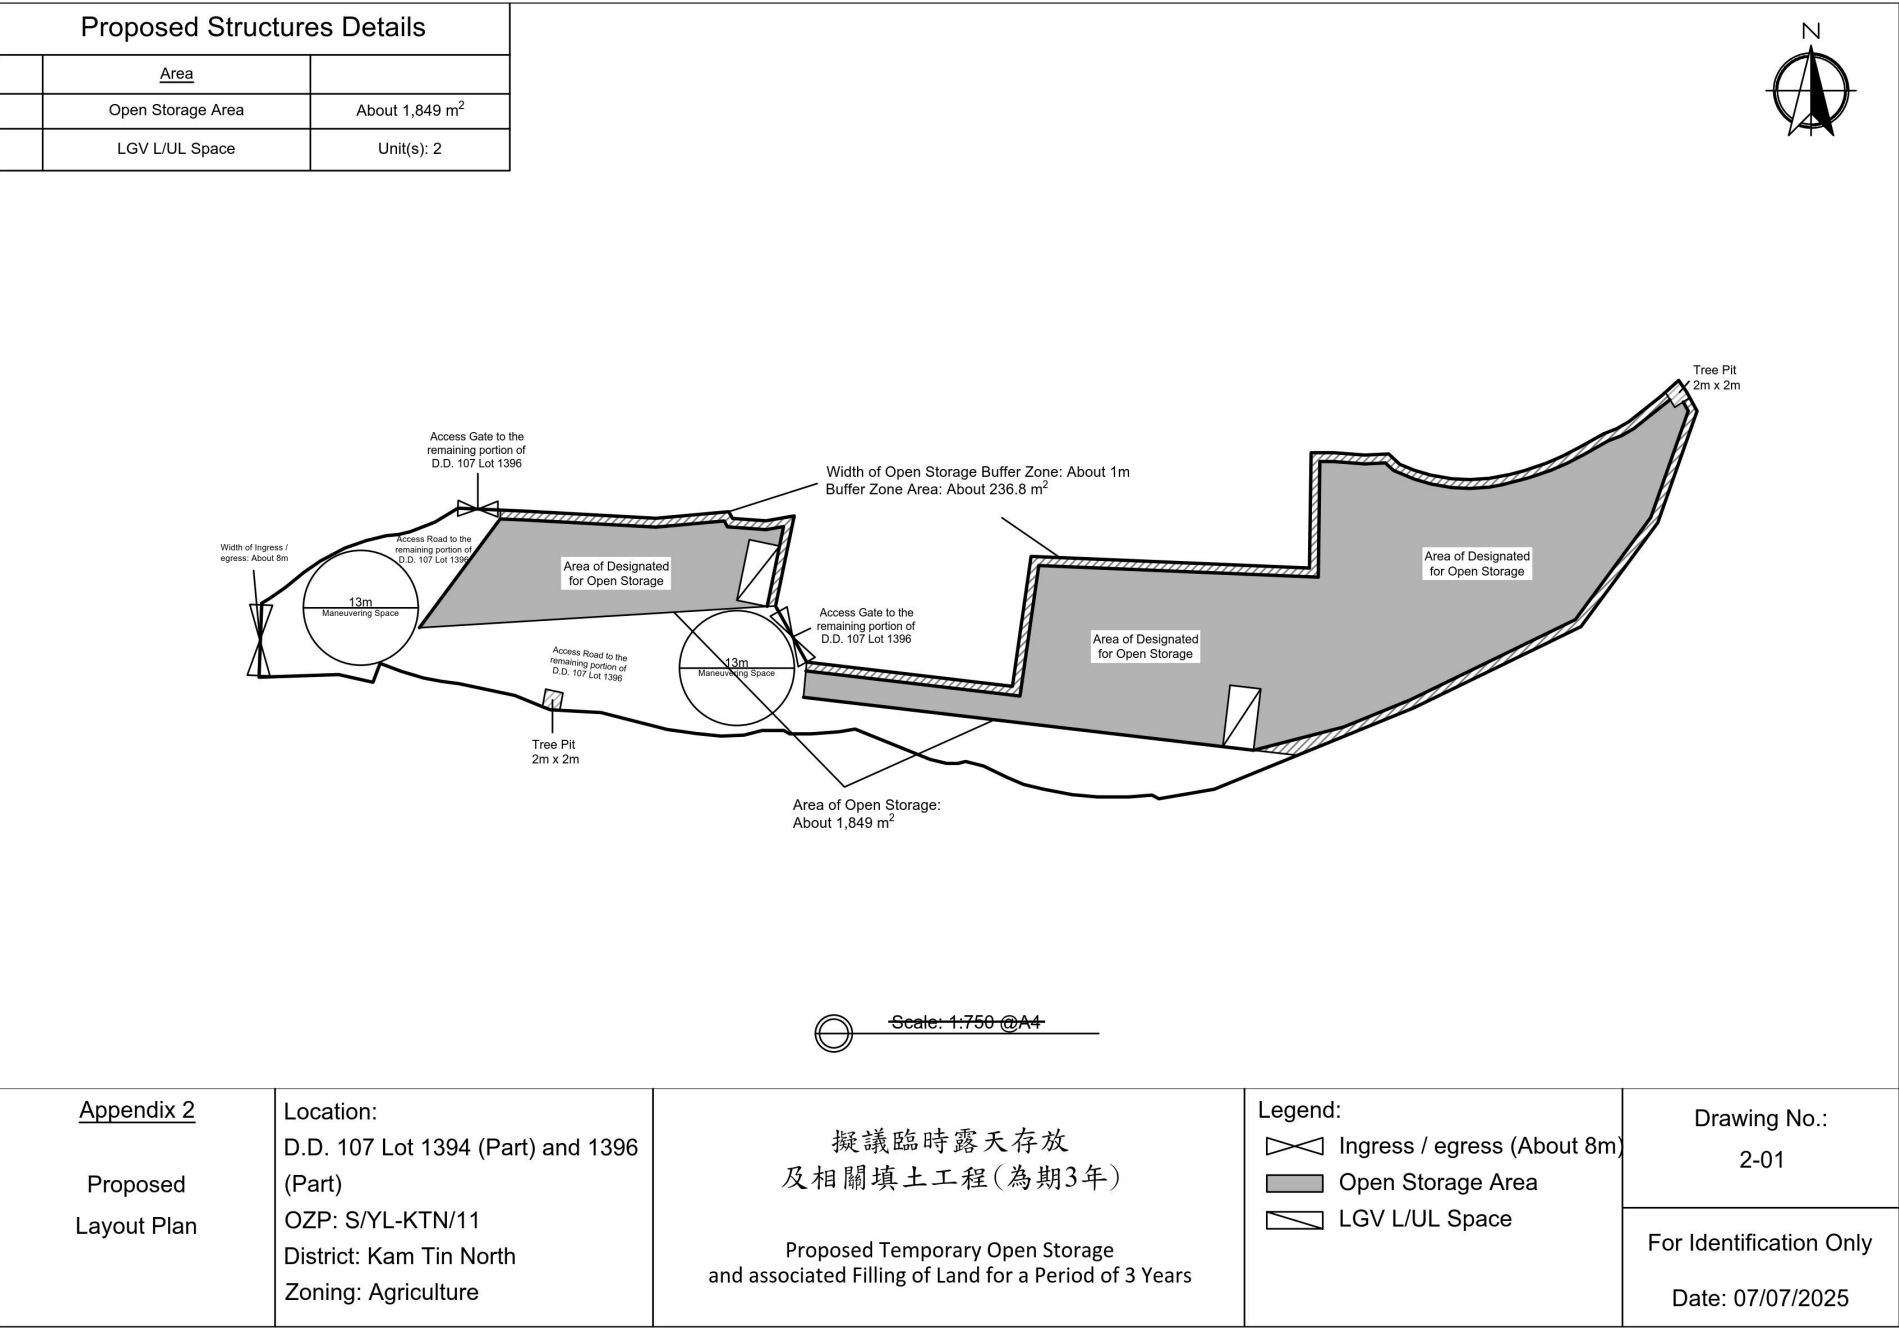 Proposed Structures Details
Area
Open Storage Area About 1,849 m²
LGV L/UL Space Unit(s): 2
N
Tree Pit
2m x 2m
Access Gate to the
remaining portion of
D.D. 107 Lot 1396
Width of Open Storage Buffer Zone: About 1m
Buffer Zone Area: About 236.8 m²
Width of Ingress /
egress: About 8m
Access Road to the
remaining portion of
D.D. 107 Lot 1396
Area of Designated
for Open Storage
Area of Designated
for Open Storage
13m
Maneuvering Space
Access Gate to the
remaining portion of
D.D. 107 Lot 1396
Area of Designated
for Open Storage
Access Road to the
remaining portion of
D.D. 107 Lot 1396
13m
Maneuvering Space
Tree Pit
2m x 2m
Area of Open Storage:
About 1,849 m²
Scale: 1:750 @A4
Appendix 2
Proposed
Layout Plan
Location:
D.D. 107 Lot 1394 (Part) and 1396
(Part)
OZP: S/YL-KTN/11
District: Kam Tin North
Zoning: Agriculture
擬議臨時露天存放
及相關填土工程(為期3年)
Proposed Temporary Open Storage
and associated Filling of Land for a Period of 3 Years
Legend:
Ingress / egress (About 8m)
Open Storage Area
LGV L/UL Space
Drawing No.:
2-01
For Identification Only
Date: 07/07/2025